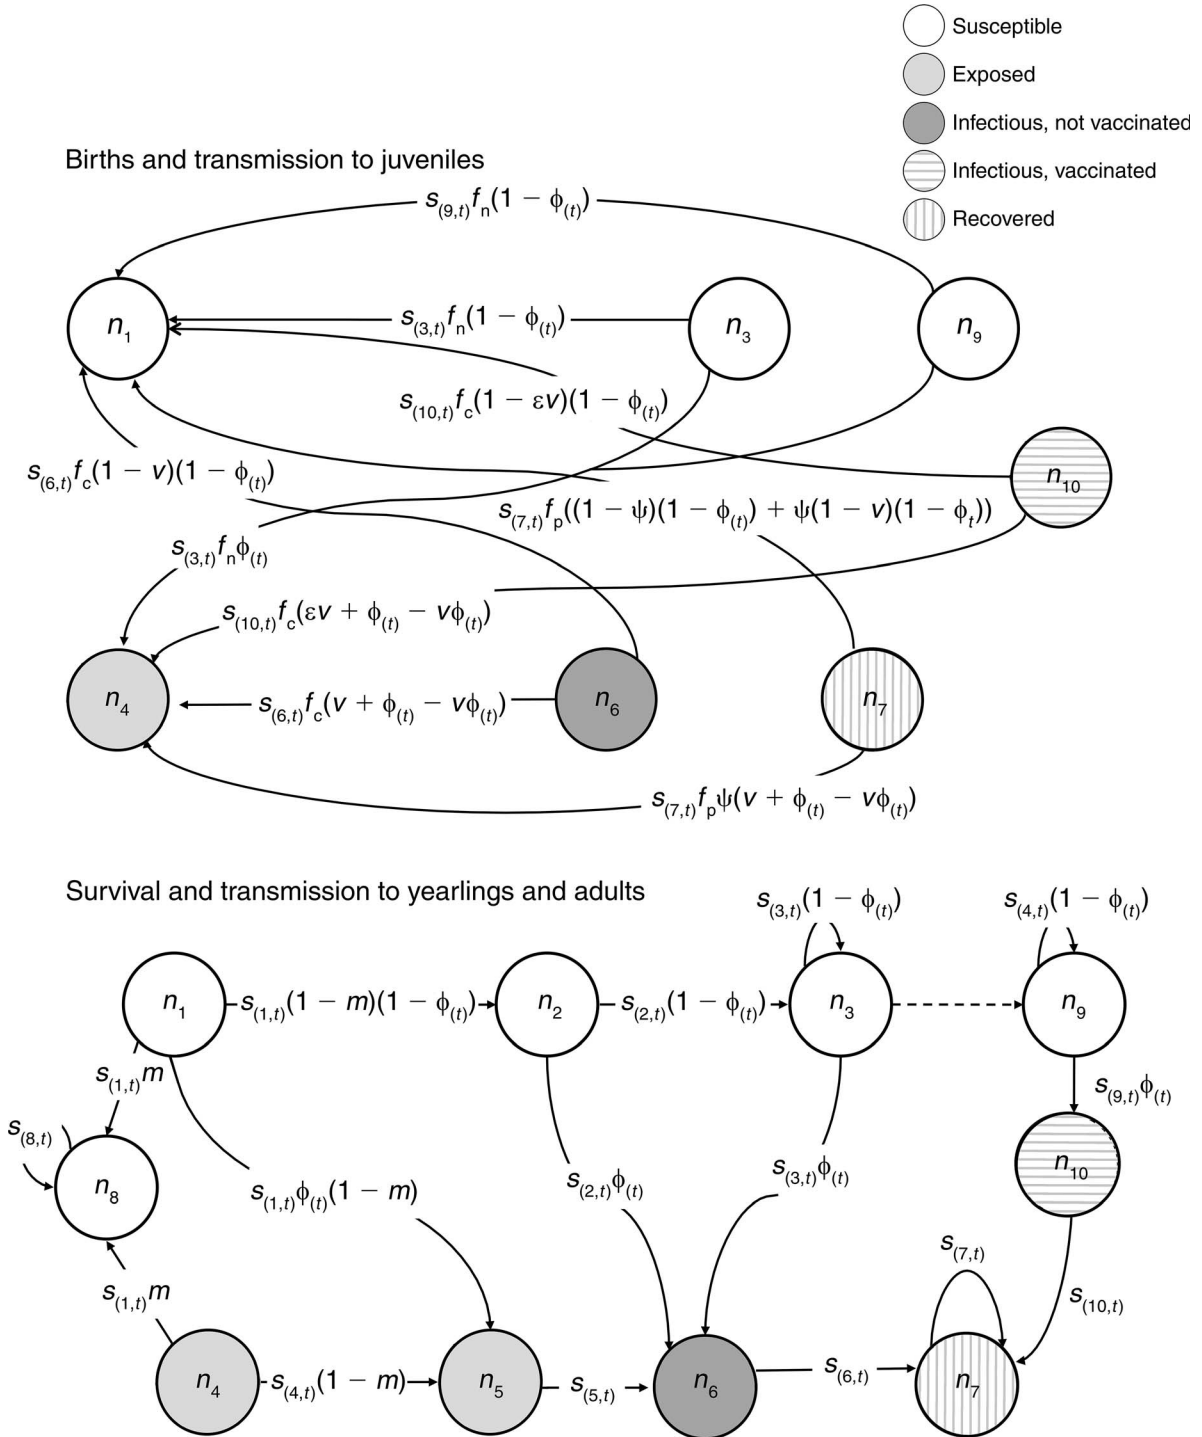 Susceptible
Exposed
Infectious, not vaccinated
Infectious, vaccinated
Recovered
Births and transmission to juveniles
s(9,t)fn(1 − ϕ(t))
n1
s(3,t)fn(1 − ϕ(t))
n3
n9
s(10,t)fc(1 − εv)(1 − ϕ(t))
s(6,t)fc(1 − v)(1 − ϕ(t))
n10
s(7,t)fp((1 − ψ)(1 − ϕ(t)) + ψ(1 − v)(1 − ϕt))
s(3,t)fnϕ(t)
s(10,t)fc(εv + ϕ(t) − vϕ(t))
n4
s(6,t)fc(v + ϕ(t) − vϕ(t))
n6
n7
s(7,t)fpψ(v + ϕ(t) − vϕ(t))
Survival and transmission to yearlings and adults
s(3,t)(1 − ϕ(t))
s(4,t)(1 − ϕ(t))
n1
s(1,t)(1 − m)(1 − ϕ(t))
n2
s(2,t)(1 − ϕ(t))
n3
n9
s(1,t)m
s(9,t)ϕ(t)
s(8,t)
n8
s(1,t)ϕ(t)(1 − m)
s(2,t)ϕ(t)
s(3,t)ϕ(t)
n10
s(1,t)m
s(7,t)
s(10,t)
n4
s(4,t)(1 − m)
n5
s(5,t)
n6
s(6,t)
n7